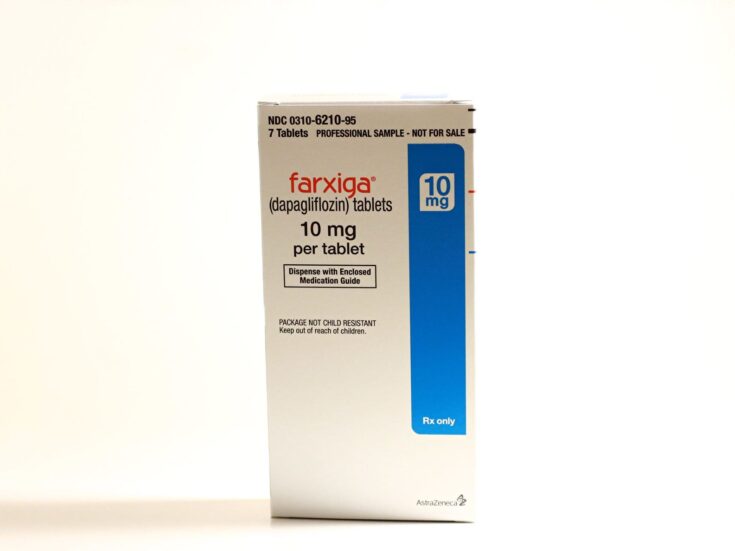 NDC 0310-6210-95
7 Tablets PROFESSIONAL SAMPLE - NOT FOR SALE
farxiga®
(dapagliflozin) tablets
10 mg
per tablet
Dispense with Enclosed
Medication Guide
PACKAGE NOT CHILD RESISTANT
Keep out of reach of children.
10
mg
Rx only
AstraZeneca